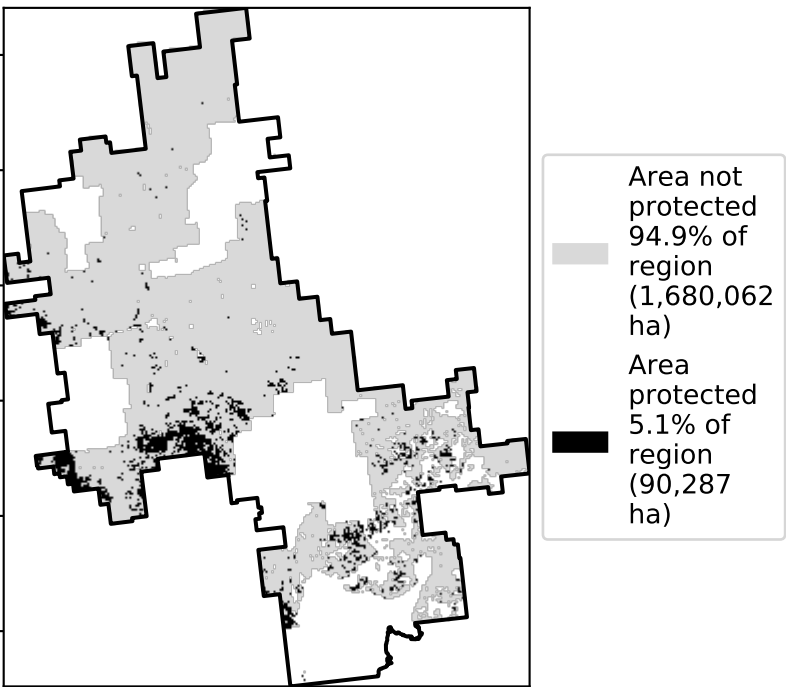 Area not
protected
94.9% of
region
(1,680,062
ha)
Area
protected
5.1% of
region
(90,287
ha)